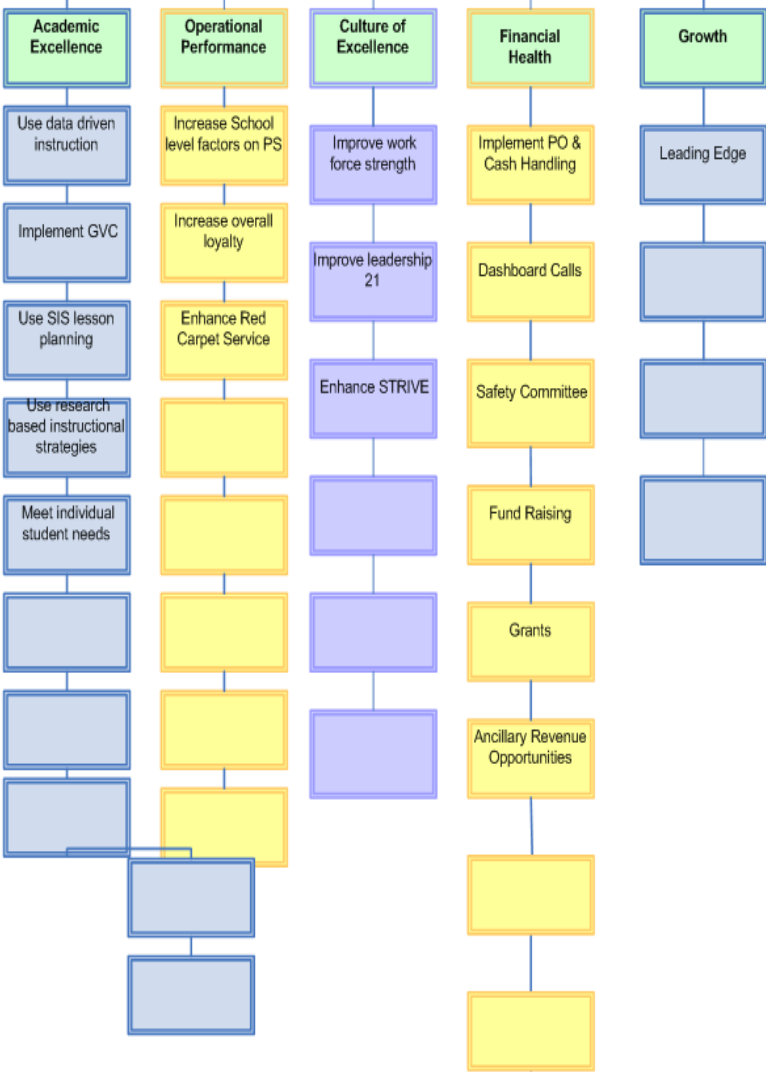 Academic
Excellence
Use data driven
instruction
Implement GVC
Use SIS lesson
planning
Use research
based instructional
strategies
Meet individual
student needs
Operational
Performance
Increase School
level factors on PS
Increase overall
loyalty
Enhance Red
Carpet Service
Culture of
Excellence
Improve work
force strength
Improve leadership
21
Enhance STRIVE
Financial
Health
Implement PO &
Cash Handling
Dashboard Calls
Safety Committee
Fund Raising
Grants
Ancillary Revenue
Opportunities
Growth
Leading Edge